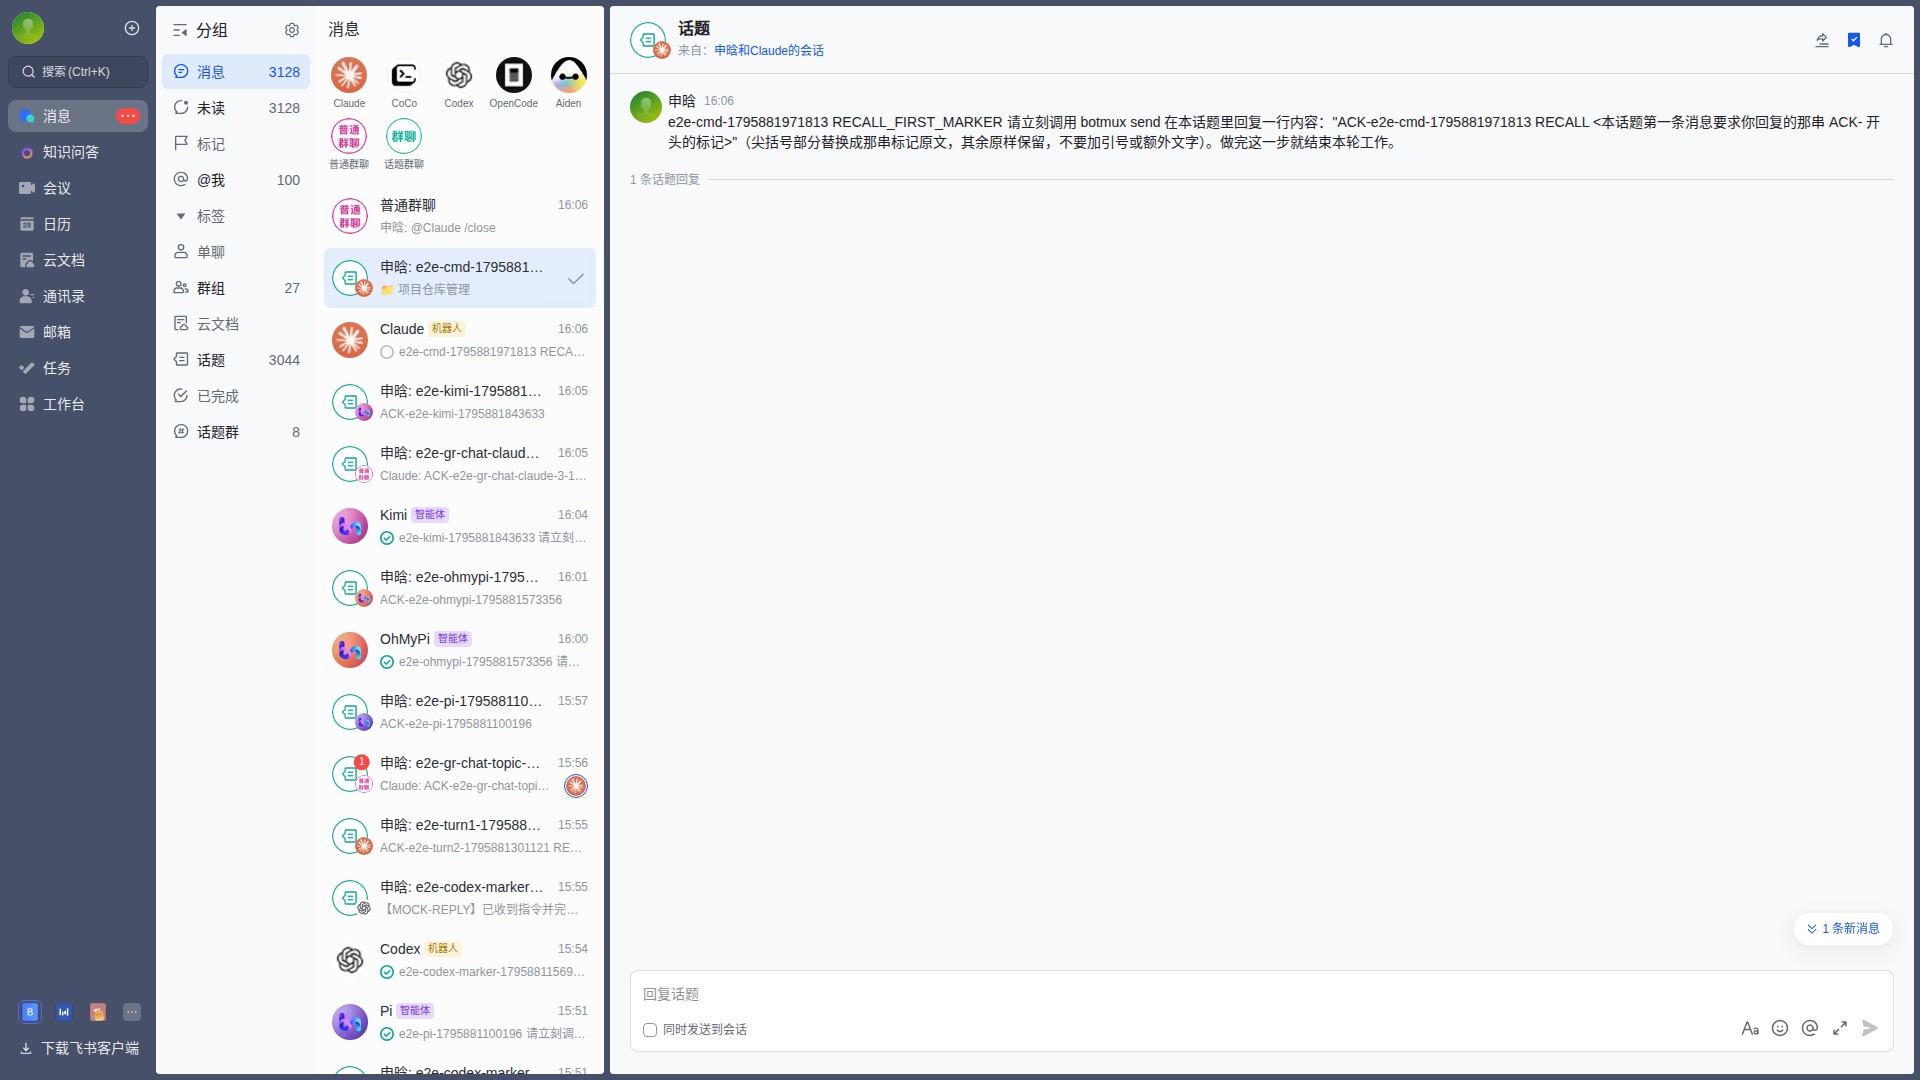 搜索 (Ctrl+K)
消息
知识问答
会议
日历
云文档
通讯录
邮箱
任务
工作台
下载飞书客户端
分组
消息 3128
未读 3128
标记
@我 100
标签
单聊
群组 27
云文档
话题 3044
已完成
话题群 8
消息
Claude
CoCo
Codex
OpenCode
Aiden
普通
群聊
普通群聊
群聊
话题群聊
普通群聊 16:06
申晗: @Claude /close
申晗: e2e-cmd-1795881...
📁 项目仓库管理
Claude 机器人 16:06
e2e-cmd-1795881971813 RECA...
申晗: e2e-kimi-1795881... 16:05
ACK-e2e-kimi-1795881843633
申晗: e2e-gr-chat-claud... 16:05
Claude: ACK-e2e-gr-chat-claude-3-1...
Kimi 智能体 16:04
e2e-kimi-1795881843633 请立刻...
申晗: e2e-ohmypi-1795... 16:01
ACK-e2e-ohmypi-1795881573356
OhMyPi 智能体 16:00
e2e-ohmypi-1795881573356 请...
申晗: e2e-pi-179588110... 15:57
ACK-e2e-pi-1795881100196
1
申晗: e2e-gr-chat-topic-... 15:56
Claude: ACK-e2e-gr-chat-topi...
申晗: e2e-turn1-179588... 15:55
ACK-e2e-turn2-1795881301121 RE...
申晗: e2e-codex-marker... 15:55
【MOCK-REPLY】已收到指令并完...
Codex 机器人 15:54
e2e-codex-marker-17958811569...
Pi 智能体 15:51
e2e-pi-1795881100196 请立刻调...
申晗: e2e-codex-marker... 15:51
话题
来自：申晗和Claude的会话
申晗 16:06
e2e-cmd-1795881971813 RECALL_FIRST_MARKER 请立刻调用 botmux send 在本话题里回复一行内容："ACK-e2e-cmd-1795881971813 RECALL <本话题第一条消息要求你回复的那串 ACK- 开
头的标记>"（尖括号部分替换成那串标记原文，其余原样保留，不要加引号或额外文字）。做完这一步就结束本轮工作。
1 条话题回复
1 条新消息
回复话题
同时发送到会话